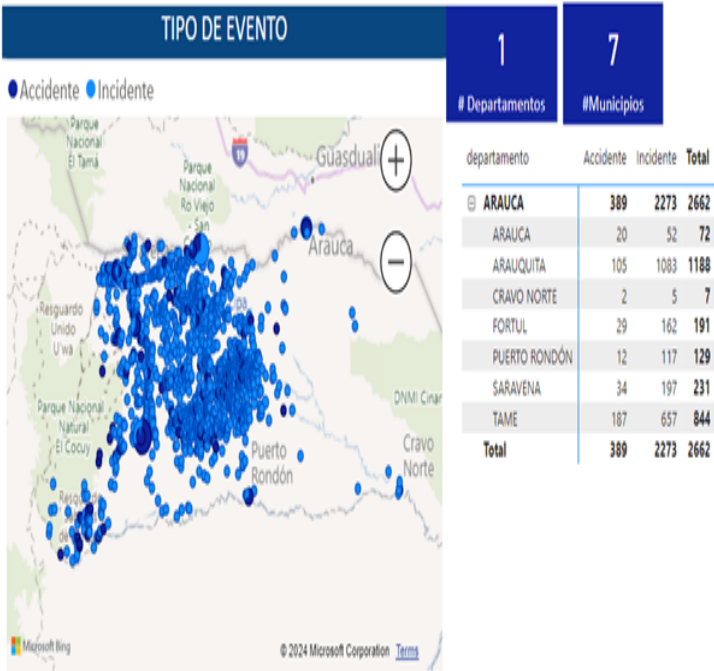 TIPO DE EVENTO
Accidente Incidente
1
# Departamentos
7
#Municipios
departamento Accidente Incidente Total
ARAUCA 389 2273 2662
ARAUCA 20 52 72
ARAUQUITA 105 1083 1188
CRAVO NORTE 2 5 7
FORTUL 29 162 191
PUERTO RONDÓN 12 117 129
SARAVENA 34 197 231
TAME 187 657 844
Total 389 2273 2662
Parque
Nacional
El Tamá
Parque
Nacional
Río Viejo
- San
19
Guasduali
Arauca
Resguardo
Unido
U'wa
Parque Nacional
Natural
El Cocuy
DNMI Cinar
Puerto
Rondón
Cravo
Norte
Microsoft Bing
© 2024 Microsoft Corporation Terms